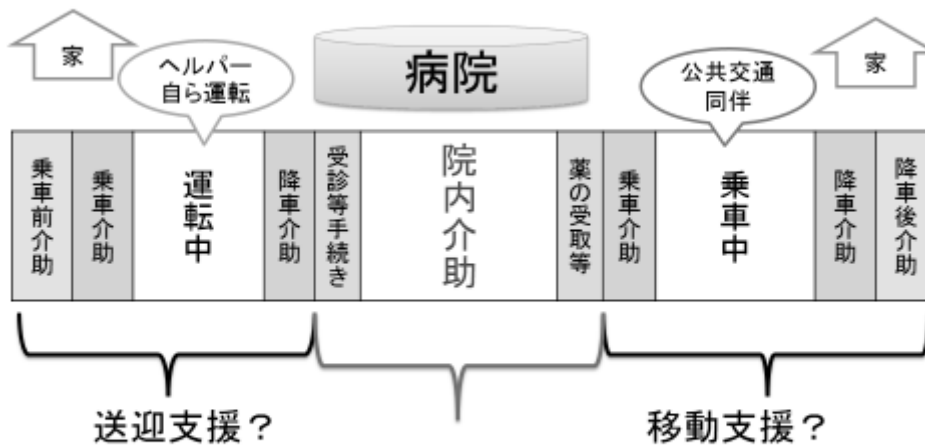 家
ヘルパー
自ら運転
病院
公共交通
同伴
家
乗車前介助
乗車介助
運転中
降車介助
受診等手続き
院内介助
薬の受取等
乗車介助
乗車中
降車介助
降車後介助
送迎支援？
移動支援？